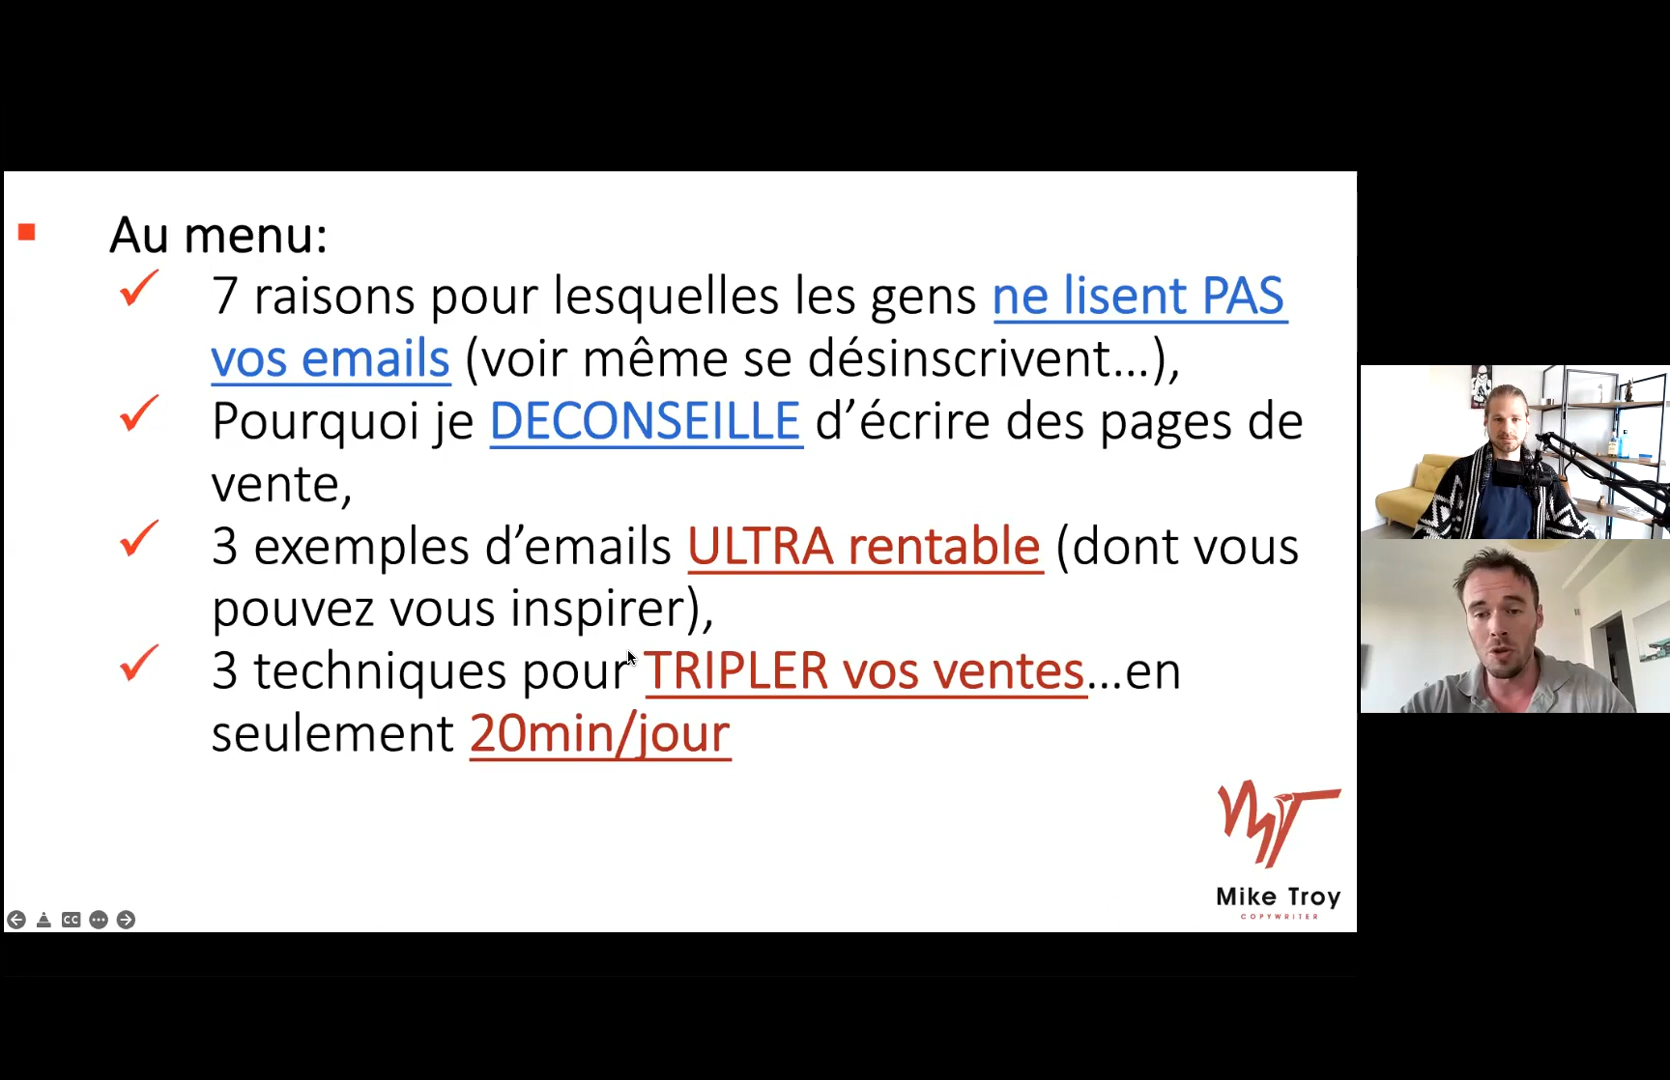 Au menu:
7 raisons pour lesquelles les gens ne lisent PAS
vos emails (voir même se désinscrivent...),
Pourquoi je DECONSEILLE d’écrire des pages de
vente,
3 exemples d’emails ULTRA rentable (dont vous
pouvez vous inspirer),
3 techniques pour TRIPLER vos ventes...en
seulement 20min/jour
MT
Mike Troy
COPYWRITER
CC